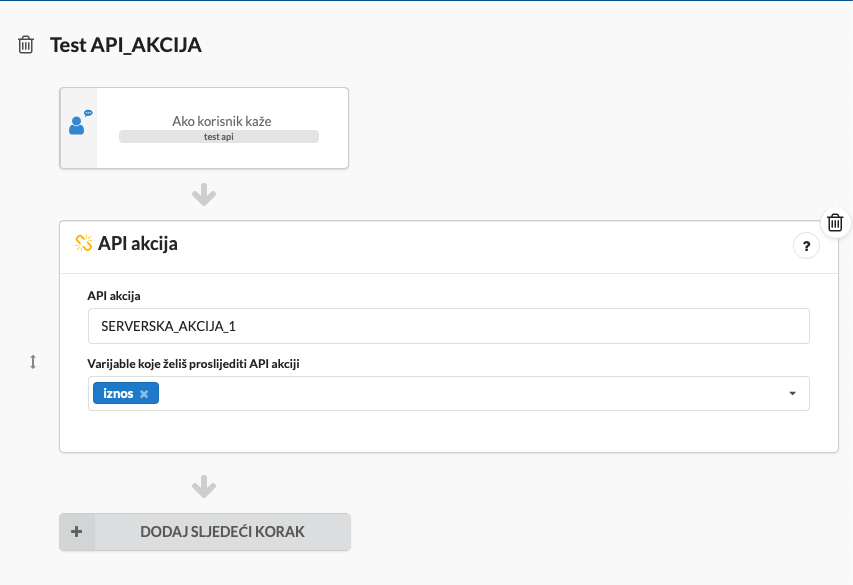 Test API_AKCIJA
Ako korisnik kaže
test api
API akcija
?
API akcija
SERVERSKA_AKCIJA_1
Varijable koje želiš proslijediti API akciji
iznos ×
+ DODAJ SLJEDEĆI KORAK